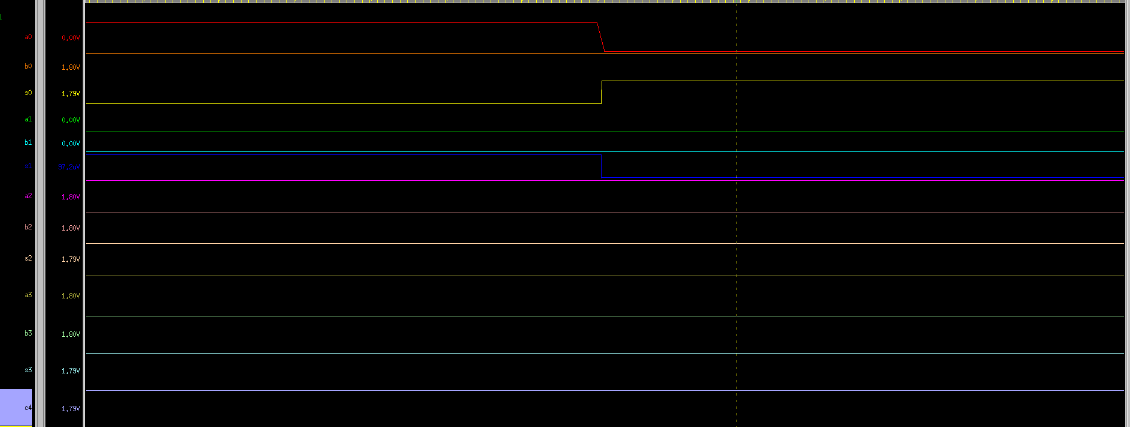 a0 0.00V
b0 1.80V
s0 1.79V
a1 0.00V
b1 0.00V
a2 1.80V
b2 1.80V
s2 1.79V
a3 1.80V
b3 1.80V
s3 1.79V
c4 1.79V